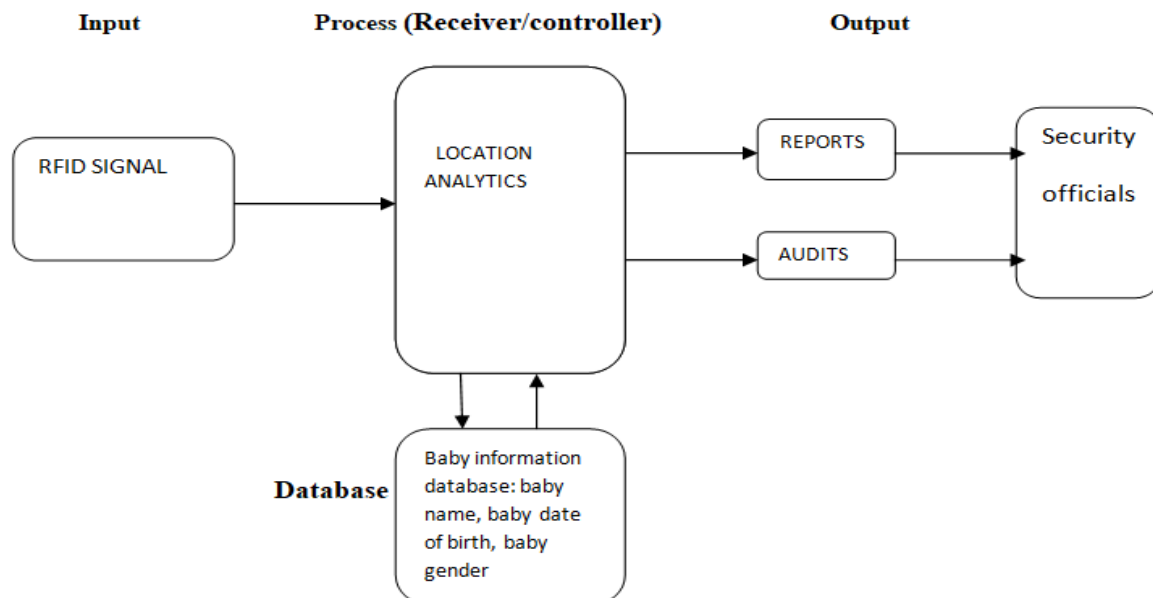 Input
Process (Receiver/controller)
Output
RFID SIGNAL
LOCATION
ANALYTICS
REPORTS
AUDITS
Security
officials
Database
Baby information
database: baby
name, baby date
of birth, baby
gender